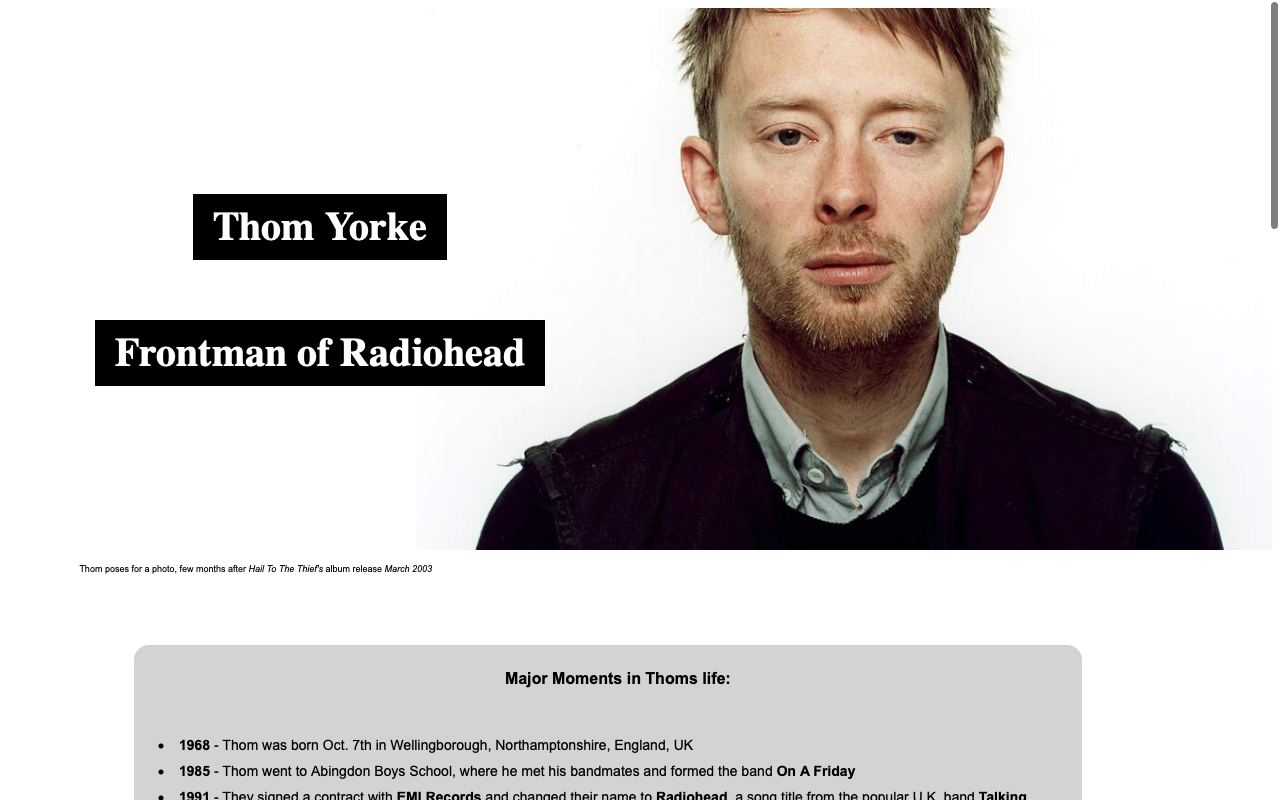 Thom Yorke
Frontman of Radiohead
Thom poses for a photo, few months after Hail To The Thief's album release March 2003
Major Moments in Thoms life:
1968 - Thom was born Oct. 7th in Wellingborough, Northamptonshire, England, UK
1985 - Thom went to Abingdon Boys School, where he met his bandmates and formed the band On A Friday
1991 - They signed a contract with EMI Records and changed their name to Radiohead, a song title from the popular U.K. band Talking